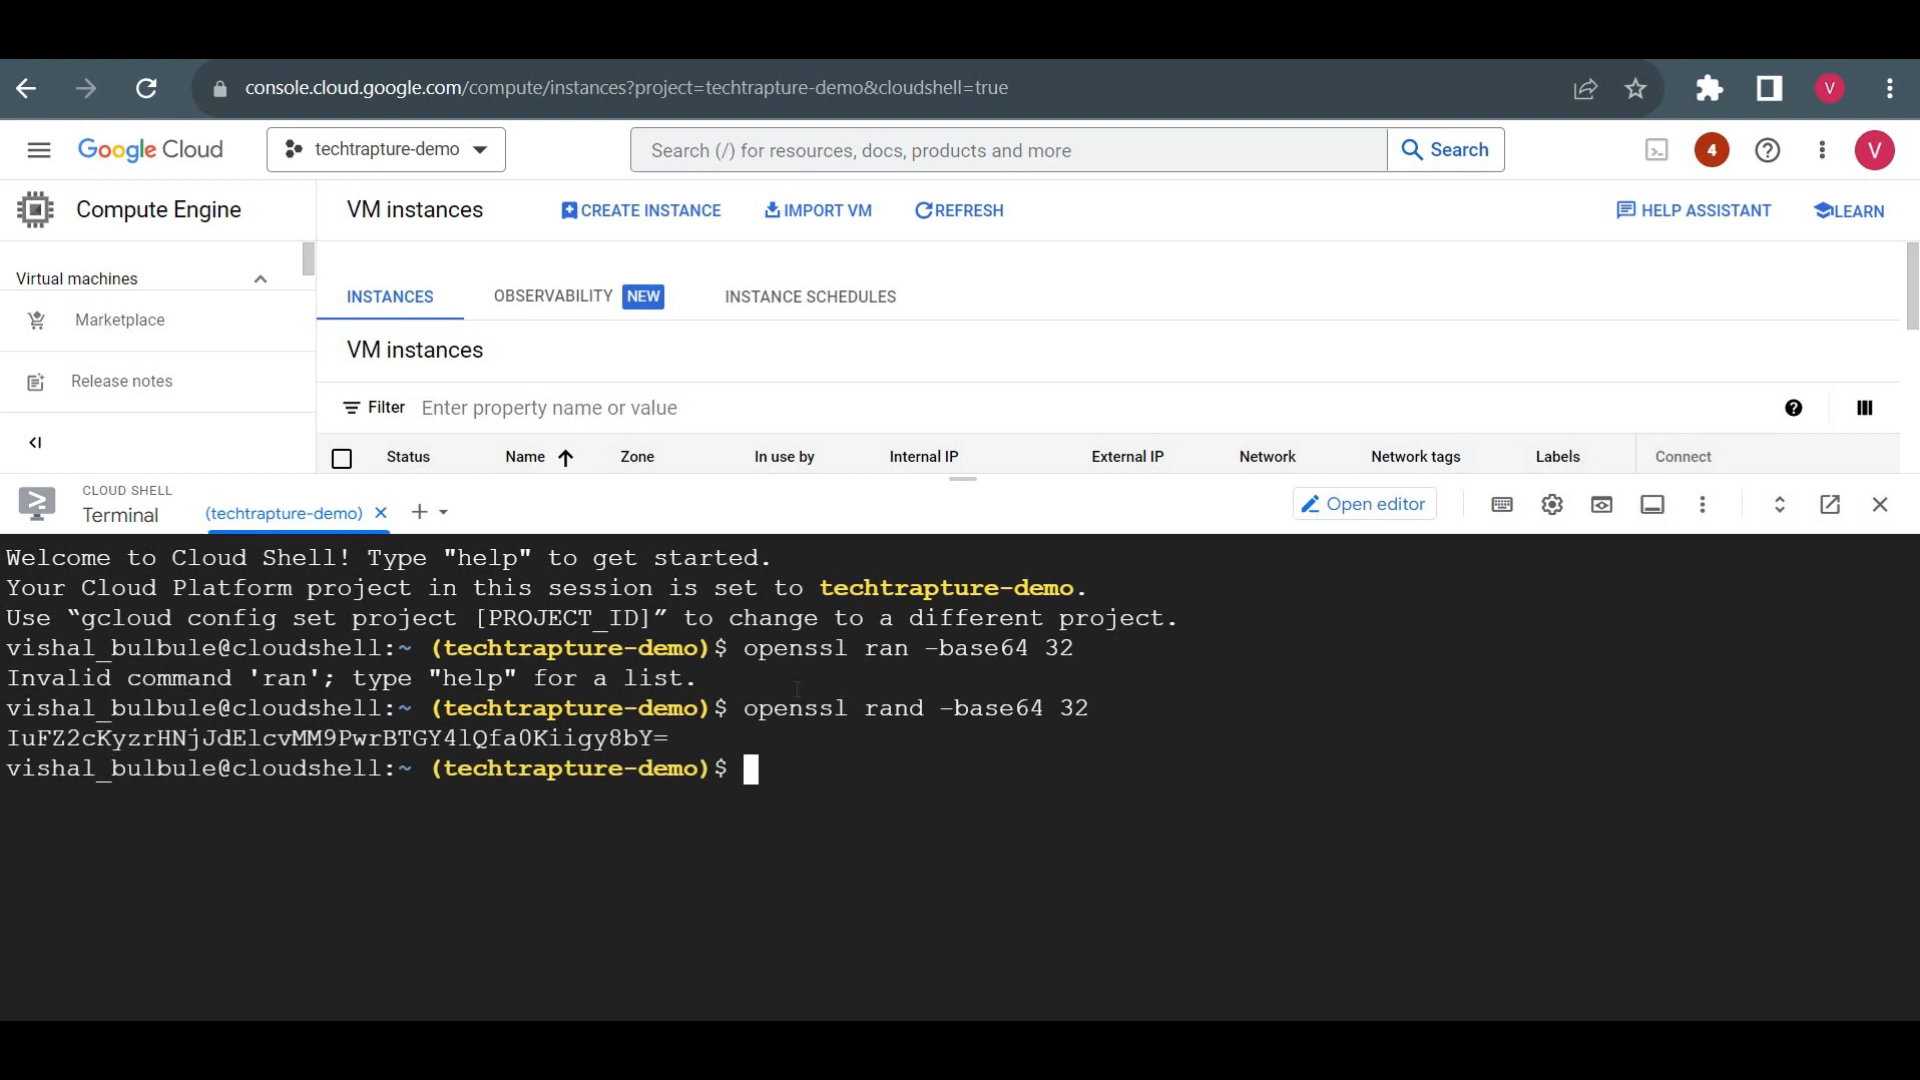 console.cloud.google.com/compute/instances?project=techtrapture-demo&cloudshell=true
V
Google Cloud
techtrapture-demo
Search (/) for resources, docs, products and more
Search
4
V
Compute Engine
VM instances
CREATE INSTANCE
IMPORT VM
REFRESH
HELP ASSISTANT
LEARN
Virtual machines
Marketplace
Release notes
INSTANCES
OBSERVABILITY NEW
INSTANCE SCHEDULES
VM instances
Filter Enter property name or value
Status Name Zone In use by Internal IP External IP Network Network tags Labels Connect
CLOUD SHELL
Terminal
(techtrapture-demo)
Open editor
Welcome to Cloud Shell! Type "help" to get started.
Your Cloud Platform project in this session is set to techtrapture-demo.
Use “gcloud config set project [PROJECT_ID]” to change to a different project.
vishal_bulbule@cloudshell:~ (techtrapture-demo)$ openssl ran -base64 32
Invalid command 'ran'; type "help" for a list.
vishal_bulbule@cloudshell:~ (techtrapture-demo)$ openssl rand -base64 32
IuFZ2cKyzrHNjJdElcvMM9PwrBTGY4lQfa0Kiigy8bY=
vishal_bulbule@cloudshell:~ (techtrapture-demo)$